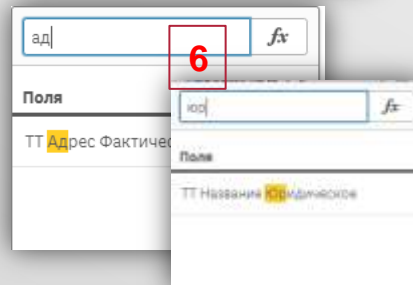 ад
fx
6
Поля
ТТ Адрес Фактичес
юр
fx
Поля
ТТ Название Юридическое